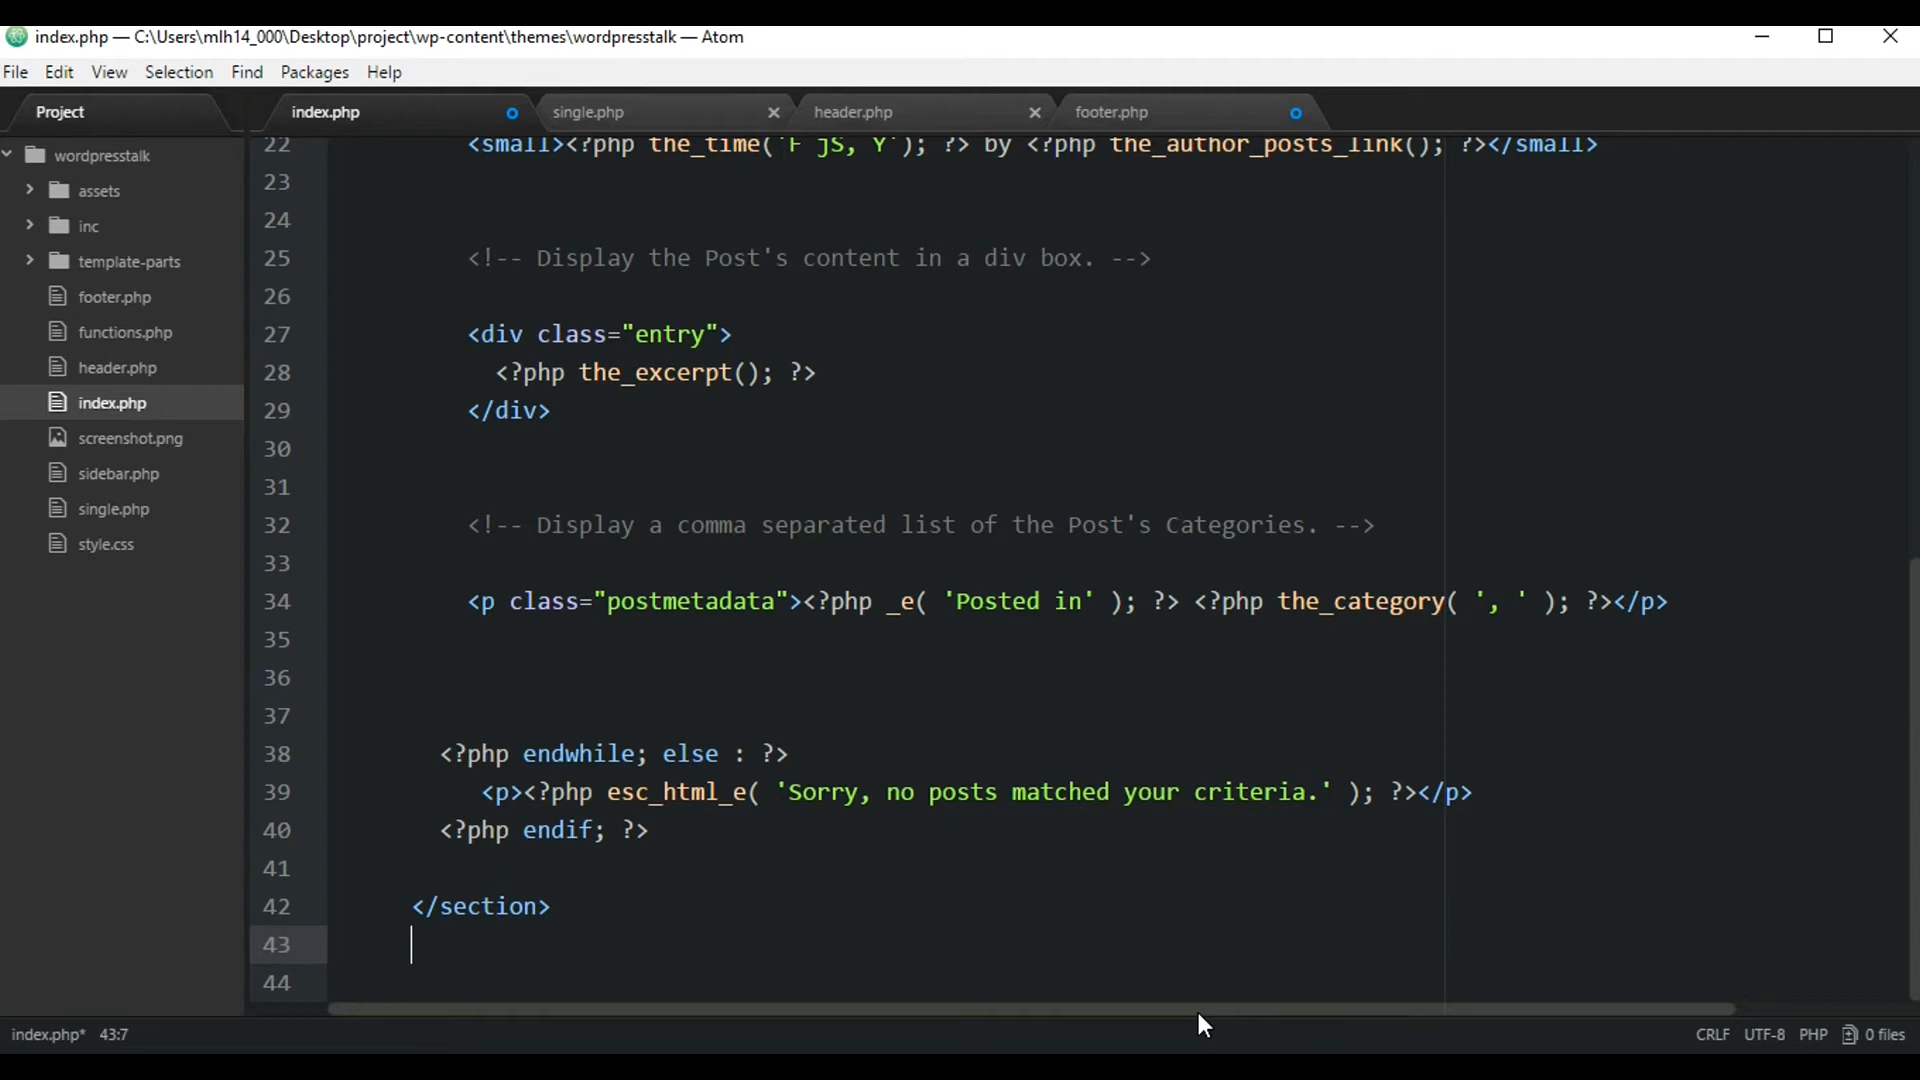 index.php — C:\Users\mlh14_000\Desktop\project\wp-content\themes\wordpresstalk — Atom
File Edit View Selection Find Packages Help
Project index.php single.php header.php footer.php
wordpresstalk
assets
inc
template-parts
footer.php
functions.php
header.php
index.php
screenshot.png
sidebar.php
single.php
style.css
22 <small><?php the_time('F jS, Y'); ?> by <?php the_author_posts_link(); ?></small>
23
24
25 <!-- Display the Post's content in a div box. -->
26
27 <div class="entry">
28 <?php the_excerpt(); ?>
29 </div>
30
31
32 <!-- Display a comma separated list of the Post's Categories. -->
33
34 <p class="postmetadata"><?php _e( 'Posted in' ); ?> <?php the_category( ', ' ); ?></p>
35
36
37
38 <?php endwhile; else : ?>
39 <p><?php esc_html_e( 'Sorry, no posts matched your criteria.' ); ?></p>
40 <?php endif; ?>
41
42 </section>
43
44
index.php* 43:7 CRLF UTF-8 PHP 0 files